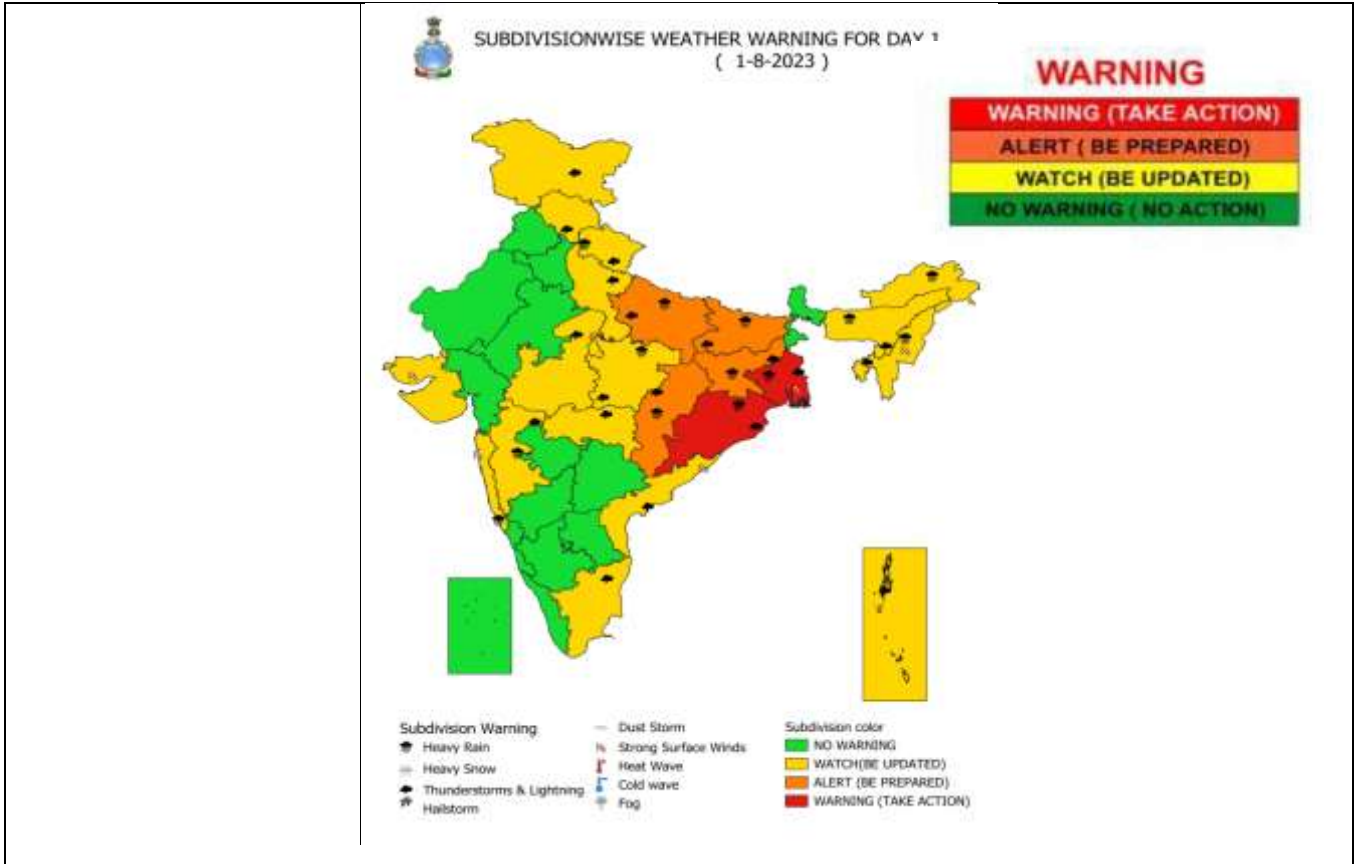 SUBDIVISIONWISE WEATHER WARNING FOR DAY 1
( 1-8-2023 )
WARNING
WARNING (TAKE ACTION)
ALERT ( BE PREPARED)
WATCH (BE UPDATED)
NO WARNING ( NO ACTION)
Subdivision Warning
Heavy Rain
Heavy Snow
Thunderstorms & Lightning
Hailstorm
Dust Storm
Strong Surface Winds
Heat Wave
Cold wave
Fog
Subdivision color
NO WARNING
WATCH(BE UPDATED)
ALERT (BE PREPARED)
WARNING (TAKE ACTION)